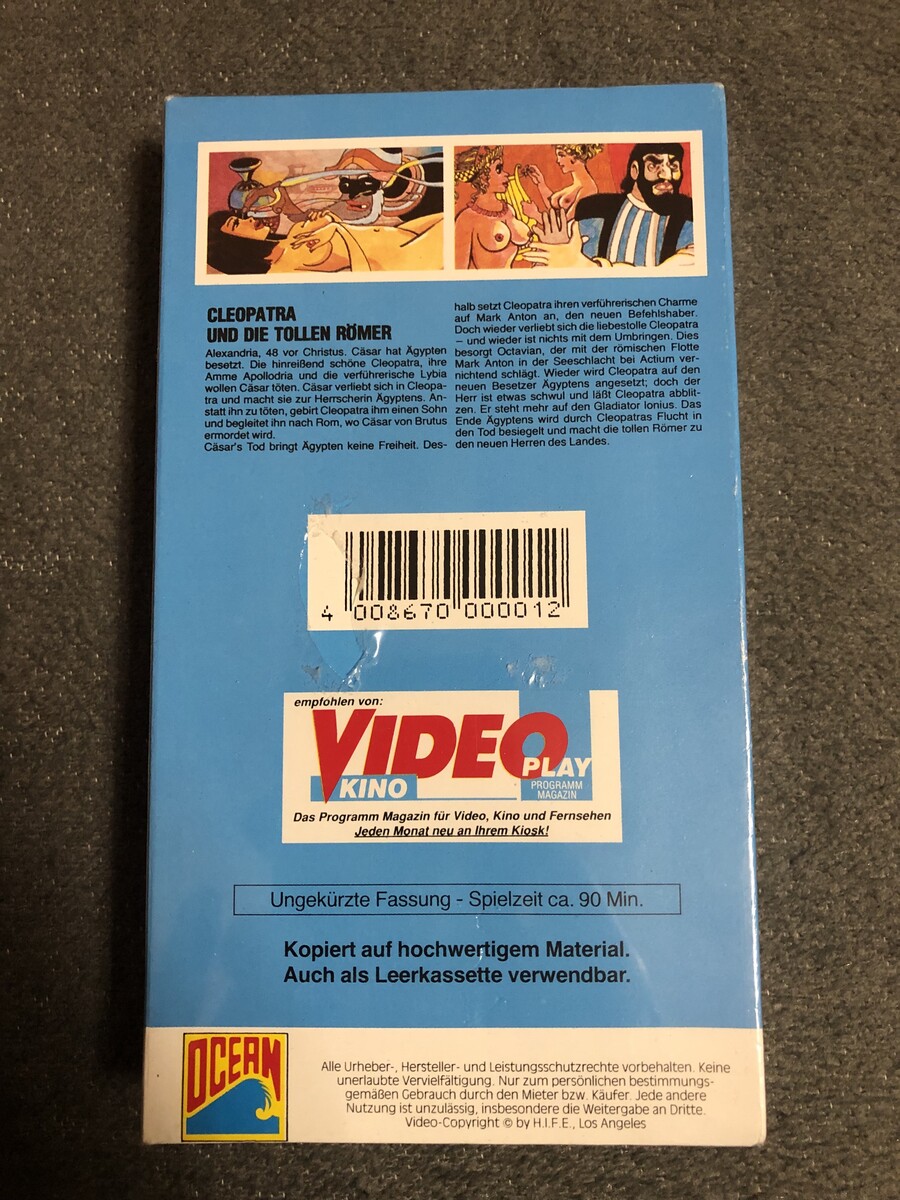 CLEOPATRA
UND DIE TOLLEN RÖMER
Alexandria, 48 vor Christus. Cäsar hat Ägypten
besetzt. Die hinreißend schöne Cleopatra, ihre
Amme Apollodria und die verführerische Lybia
wollen Cäsar töten. Cäsar verliebt sich in Cleopa-
tra und macht sie zur Herrscherin Ägyptens. An-
statt ihn zu töten, gebirt Cleopatra ihm einen Sohn
und begleitet ihn nach Rom, wo Cäsar von Brutus
ermordet wird.
Cäsar's Tod bringt Ägypten keine Freiheit. Des-
halb setzt Cleopatra ihren verführerischen Charme
auf Mark Anton an, den neuen Befehlshaber.
Doch wieder verliebt sich die liebestolle Cleopatra
– und wieder ist nichts mit dem Umbringen. Dies
besorgt Octavian, der mit der römischen Flotte
Mark Anton in der Seeschlacht bei Actium ver-
nichtend schlägt. Wieder wird Cleopatra auf den
neuen Besetzer Ägyptens angesetzt; doch der
Herr ist etwas schwul und läßt Cleopatra abblit-
zen. Er steht mehr auf den Gladiator Ionius. Das
Ende Ägyptens wird durch Cleopatras Flucht in
den Tod besiegelt und macht die tollen Römer zu
den neuen Herren des Landes.
4 008670 000012
empfohlen von:
VIDEO
KINO
PLAY
PROGRAMM
MAGAZIN
Das Programm Magazin für Video, Kino und Fernsehen
Jeden Monat neu an Ihrem Kiosk!
Ungekürzte Fassung - Spielzeit ca. 90 Min.
Kopiert auf hochwertigem Material.
Auch als Leerkassette verwendbar.
OCEAN
Alle Urheber-, Hersteller- und Leistungsschutzrechte vorbehalten. Keine
unerlaubte Vervielfältigung. Nur zum persönlichen bestimmungs-
gemäßen Gebrauch durch den Mieter bzw. Käufer. Jede andere
Nutzung ist unzulässig, insbesondere die Weitergabe an Dritte.
Video-Copyright © by H.I.F.E., Los Angeles